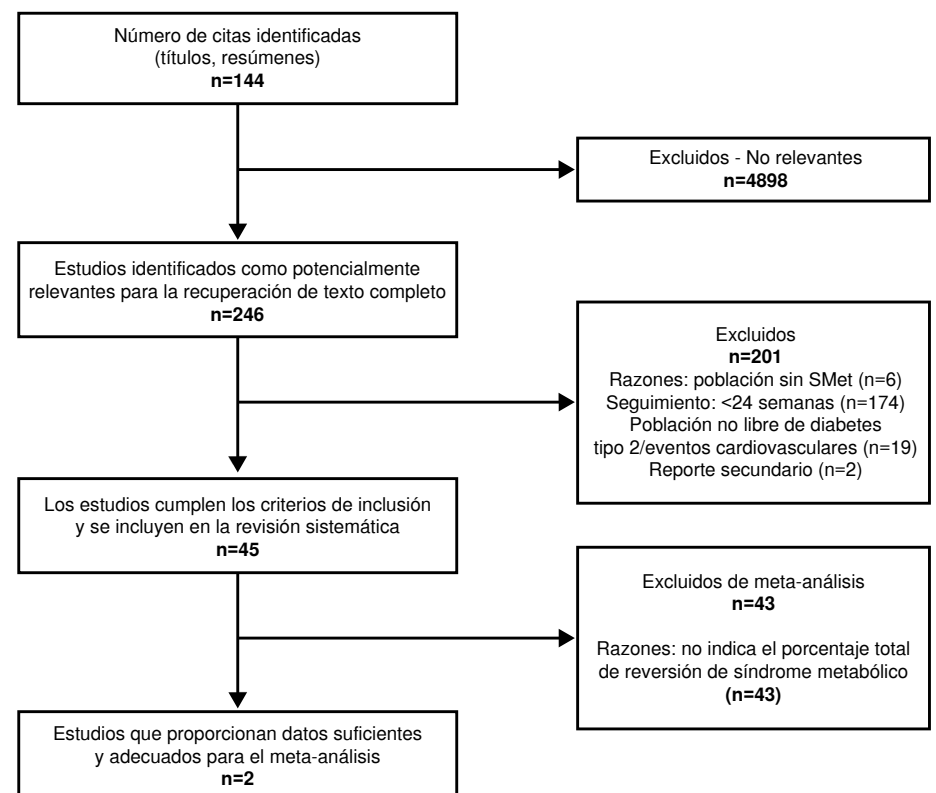 Número de citas identificadas
(títulos, resúmenes)
n=144
Excluidos - No relevantes
n=4898
Estudios identificados como potencialmente
relevantes para la recuperación de texto completo
n=246
Excluidos
n=201
Razones: población sin SMet (n=6)
Seguimiento: <24 semanas (n=174)
Población no libre de diabetes
tipo 2/eventos cardiovasculares (n=19)
Reporte secundario (n=2)
Los estudios cumplen los criterios de inclusión
y se incluyen en la revisión sistemática
n=45
Excluidos de meta-análisis
n=43
Razones: no indica el porcentaje total
de reversión de síndrome metabólico
(n=43)
Estudios que proporcionan datos suficientes
y adecuados para el meta-análisis
n=2